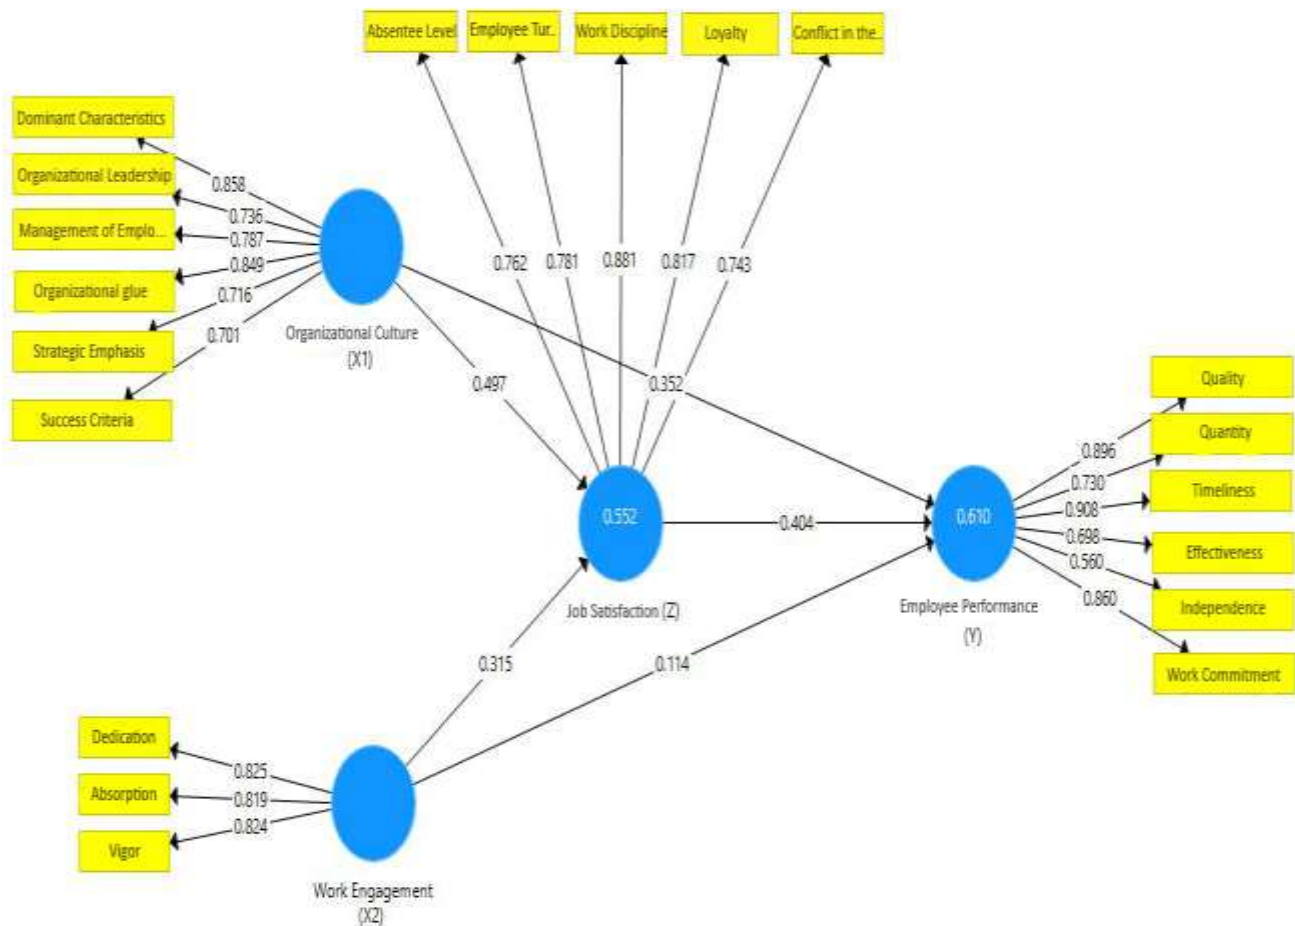 Absentee Level
Employee Tur..
Work Discipline
Loyalty
Conflict in the..
Dominant Characteristics
Organizational Leadership
Management of Emplo...
Organizational glue
Strategic Emphasis
Success Criteria
0.858
0.736
0.787
0.849
0.716
0.701
Organizational Culture
(X1)
0.762
0.781
0.881
0.817
0.743
0.497
0.352
0.552
Job Satisfaction (Z)
0.404
0.610
Employee Performance
(Y)
0.896
0.730
0.908
0.698
0.560
0.860
Quality
Quantity
Timeliness
Effectiveness
Independence
Work Commitment
0.315
0.114
Dedication
Absorption
Vigor
0.825
0.819
0.824
Work Engagement
(X2)